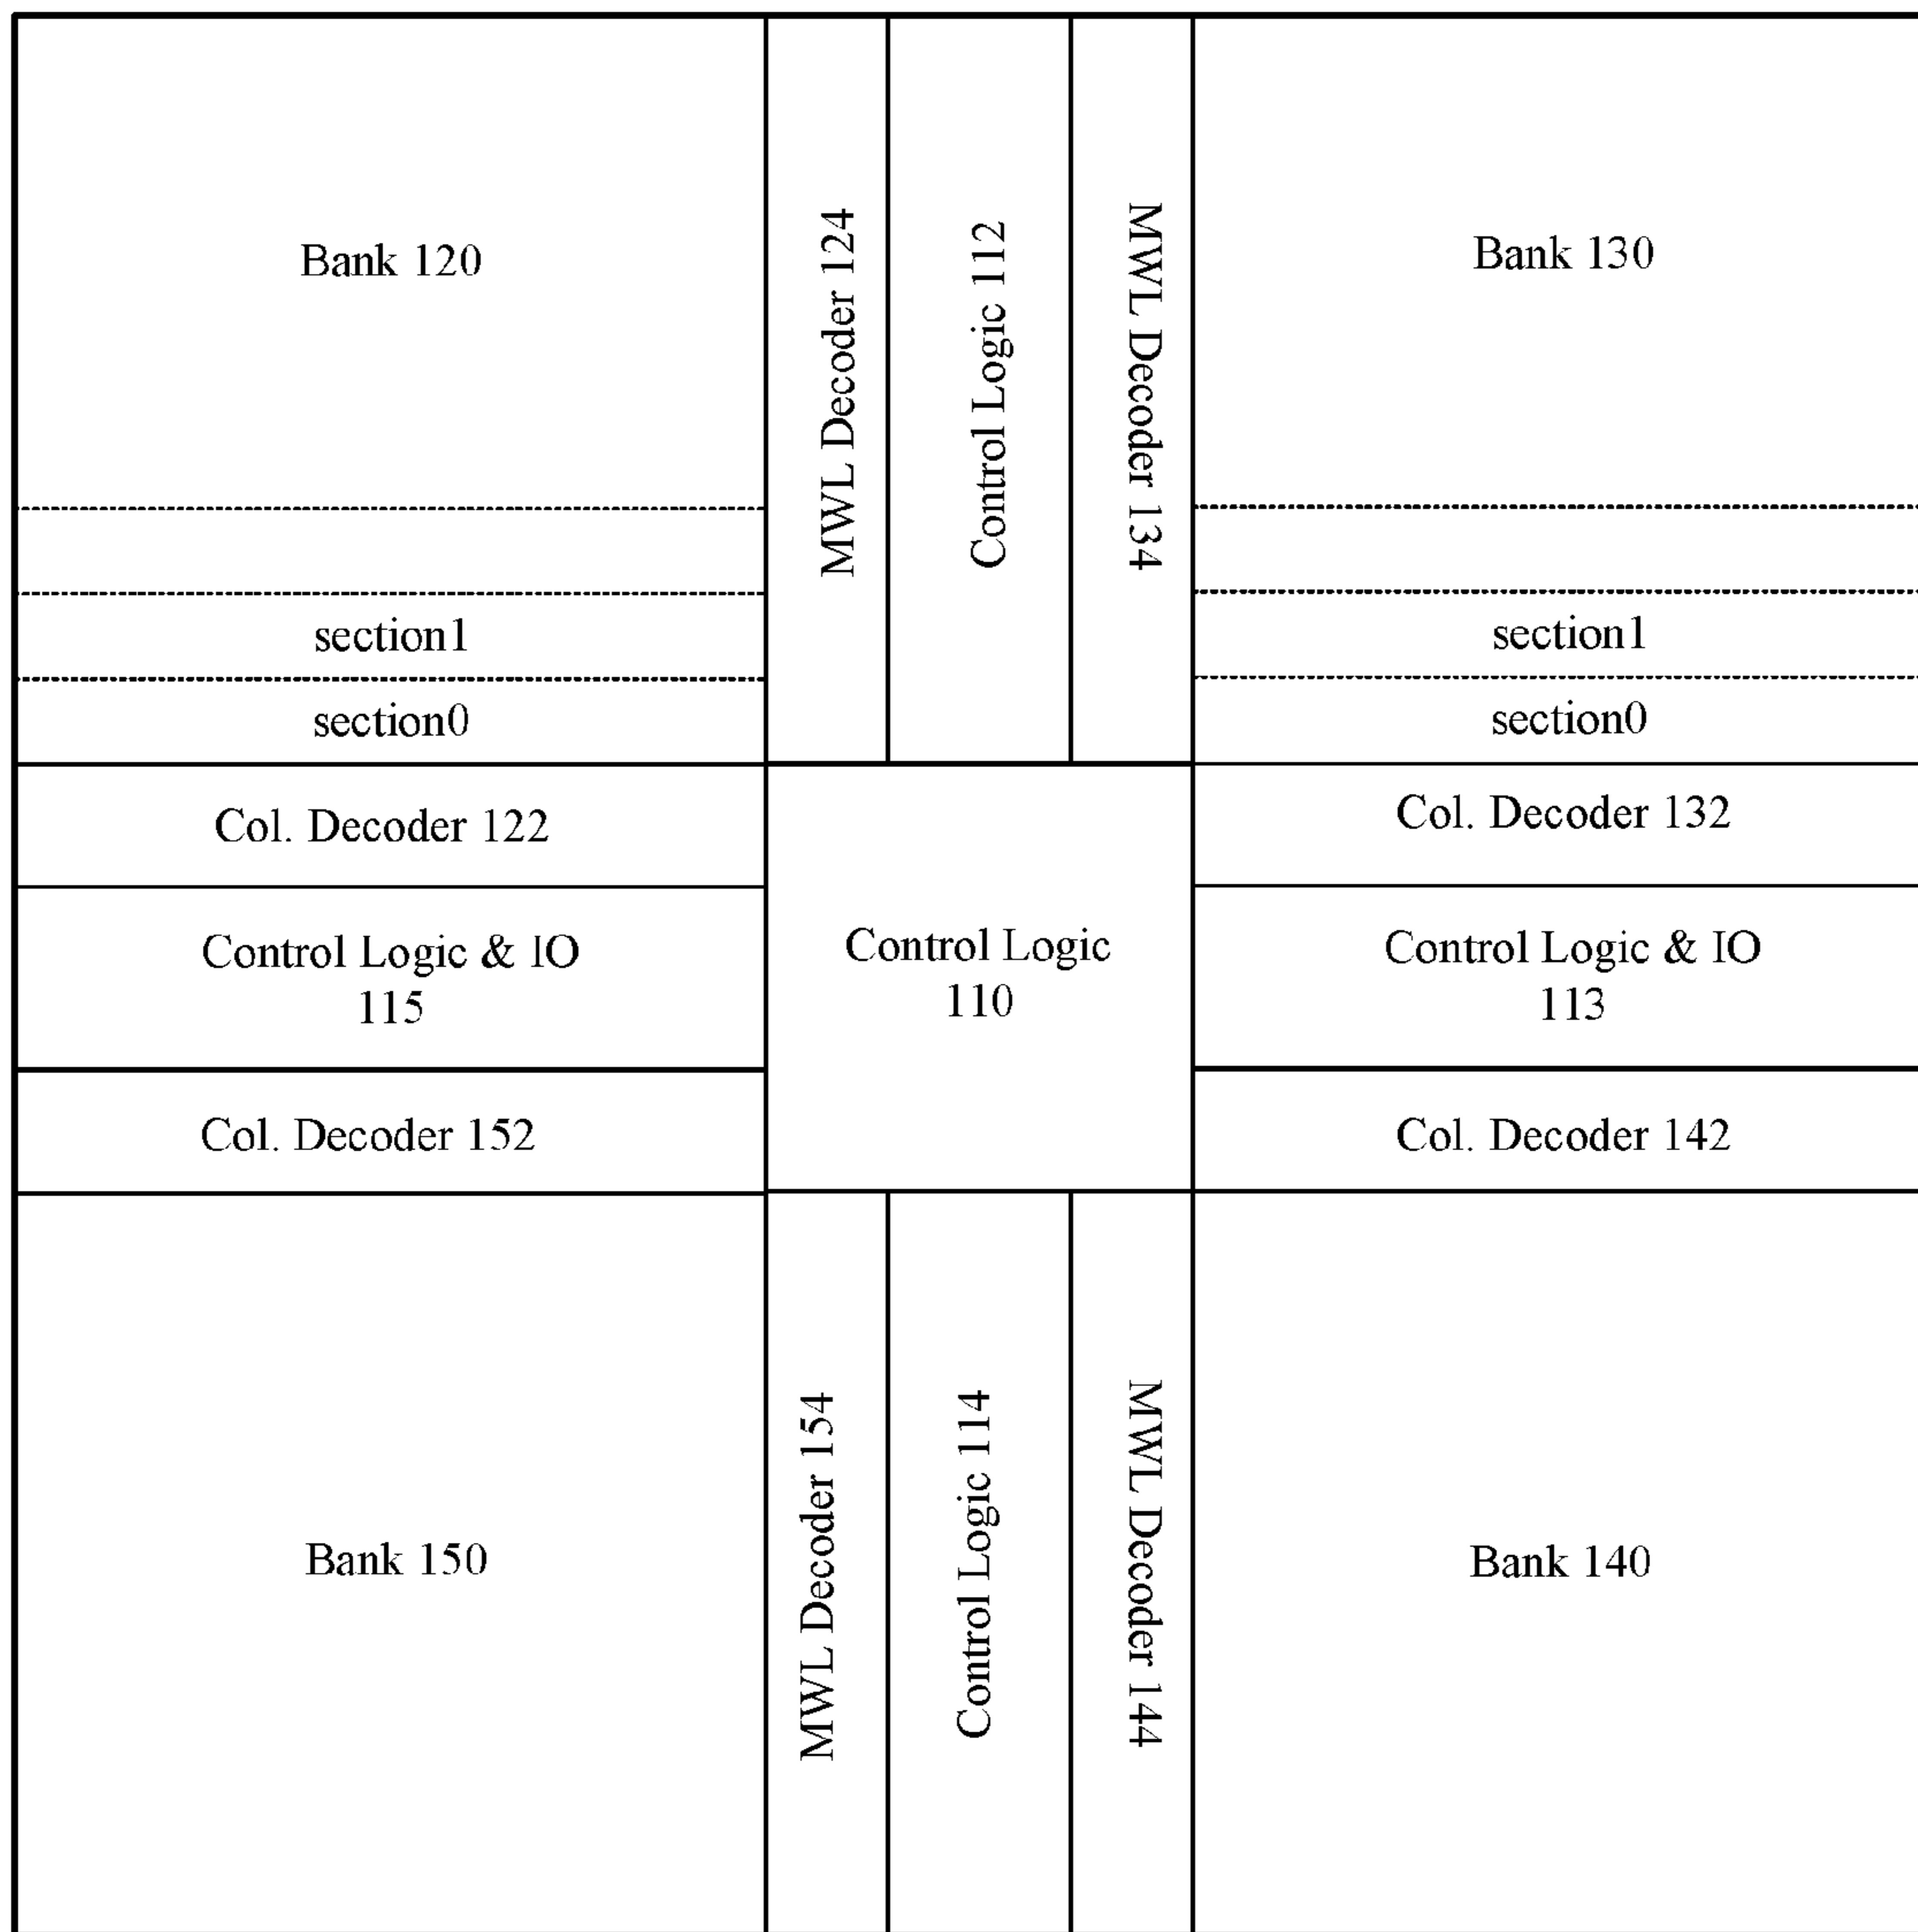 Bank 120
MWL Decoder 124
Control Logic 112
MWL Decoder 134
Bank 130
section1
section0
section1
section0
Col. Decoder 122
Control Logic & IO
115
Col. Decoder 152
Control Logic
110
Col. Decoder 132
Control Logic & IO
113
Col. Decoder 142
Bank 150
MWL Decoder 154
Control Logic 114
MWL Decoder 144
Bank 140